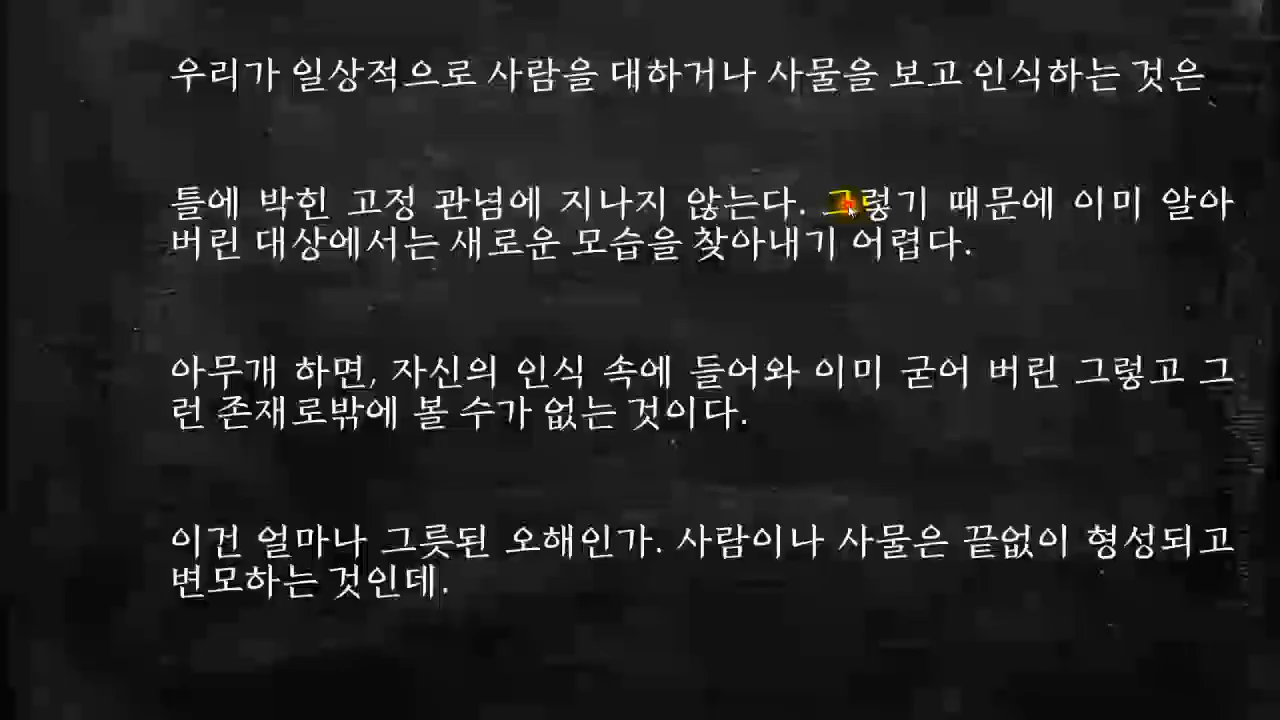 우리가 일상적으로 사람을 대하거나 사물을 보고 인식하는 것은
틀에 박힌 고정 관념에 지나지 않는다. 그렇기 때문에 이미 알아
버린 대상에서는 새로운 모습을 찾아내기 어렵다.
아무개 하면, 자신의 인식 속에 들어와 이미 굳어 버린 그렇고 그
런 존재로밖에 볼 수가 없는 것이다.
이건 얼마나 그릇된 오해인가. 사람이나 사물은 끝없이 형성되고
변모하는 것인데.